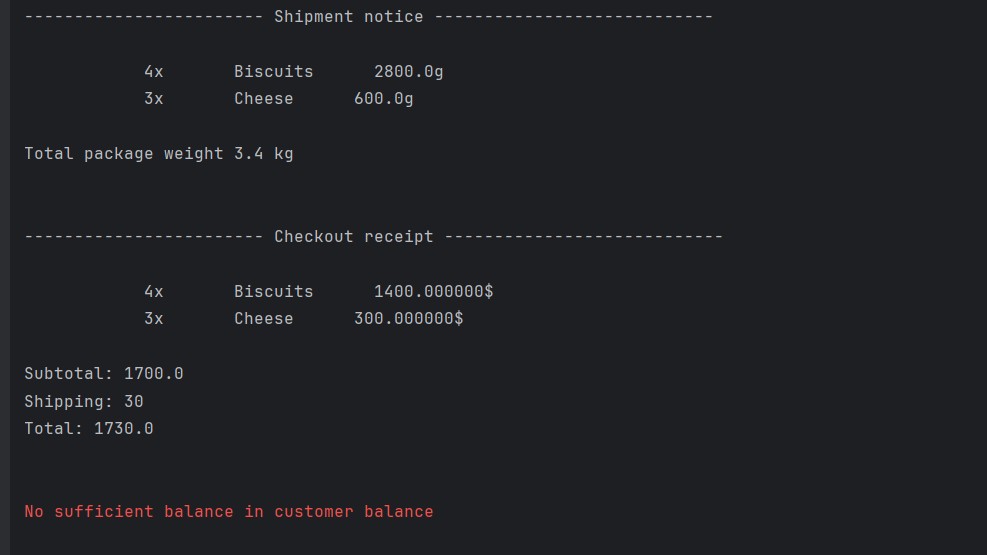 ------------------------ Shipment notice ----------------------------
4x       Biscuits      2800.0g
3x       Cheese      600.0g
Total package weight 3.4 kg
------------------------ Checkout receipt ----------------------------
4x       Biscuits      1400.000000$
3x       Cheese      300.000000$
Subtotal: 1700.0
Shipping: 30
Total: 1730.0
No sufficient balance in customer balance